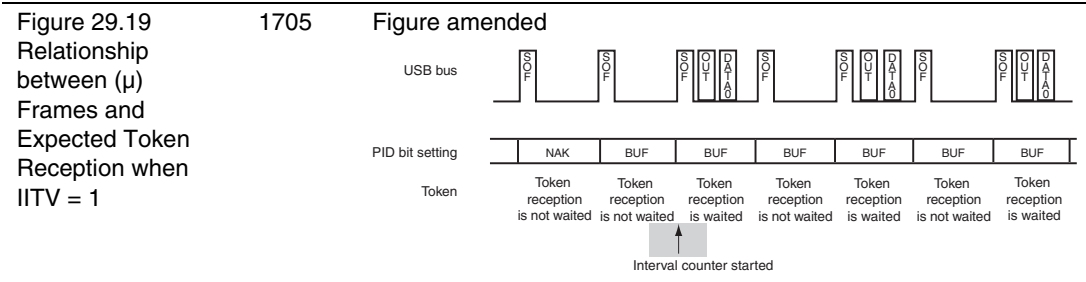 Figure 29.19 1705 Figure amended
Relationship
between (μ)
Frames and
Expected Token
Reception when
IITV = 1
USB bus SOF SOF SOF OUT DATA0 SOF SOF OUT DATA0 SOF SOF OUT DATA0
PID bit setting NAK BUF BUF BUF BUF BUF BUF
Token
Token Token Token Token Token Token Token
reception reception reception reception reception reception reception
is not waited is not waited is waited is not waited is waited is not waited is waited
Interval counter started